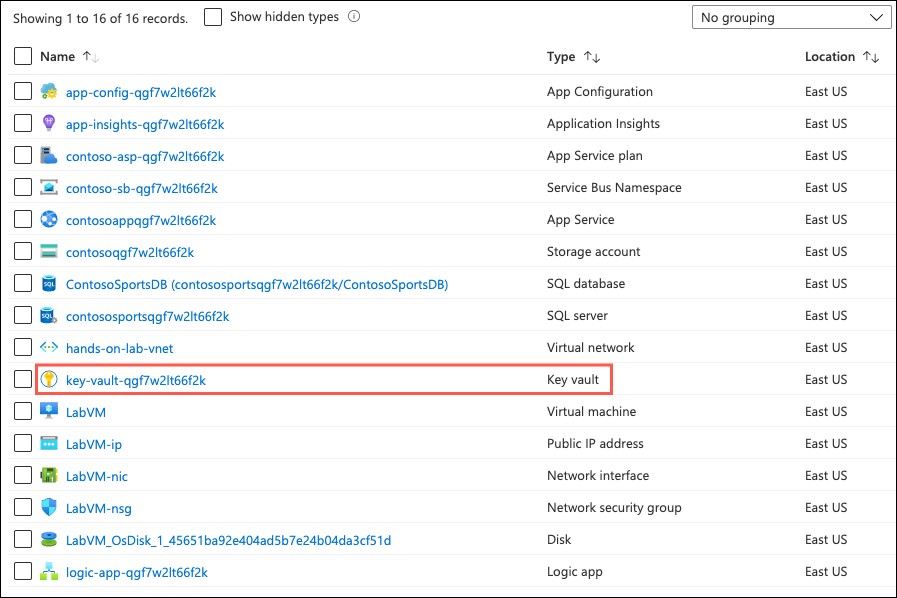 Showing 1 to 16 of 16 records. Show hidden types No grouping
Name Type Location
app-config-qgf7w2lt66f2k App Configuration East US
app-insights-qgf7w2lt66f2k Application Insights East US
contoso-asp-qgf7w2lt66f2k App Service plan East US
contoso-sb-qgf7w2lt66f2k Service Bus Namespace East US
contosoappqgf7w2lt66f2k App Service East US
contosoqgf7w2lt66f2k Storage account East US
SQL ContosoSportsDB (contososportsqgf7w2lt66f2k/ContosoSportsDB) SQL database East US
SQL contososportsqgf7w2lt66f2k SQL server East US
hands-on-lab-vnet Virtual network East US
key-vault-qgf7w2lt66f2k Key vault East US
LabVM Virtual machine East US
LabVM-ip Public IP address East US
LabVM-nic Network interface East US
LabVM-nsg Network security group East US
LabVM_OsDisk_1_45651ba92e404ad5b7e24b04da3cf51d Disk East US
logic-app-qgf7w2lt66f2k Logic app East US